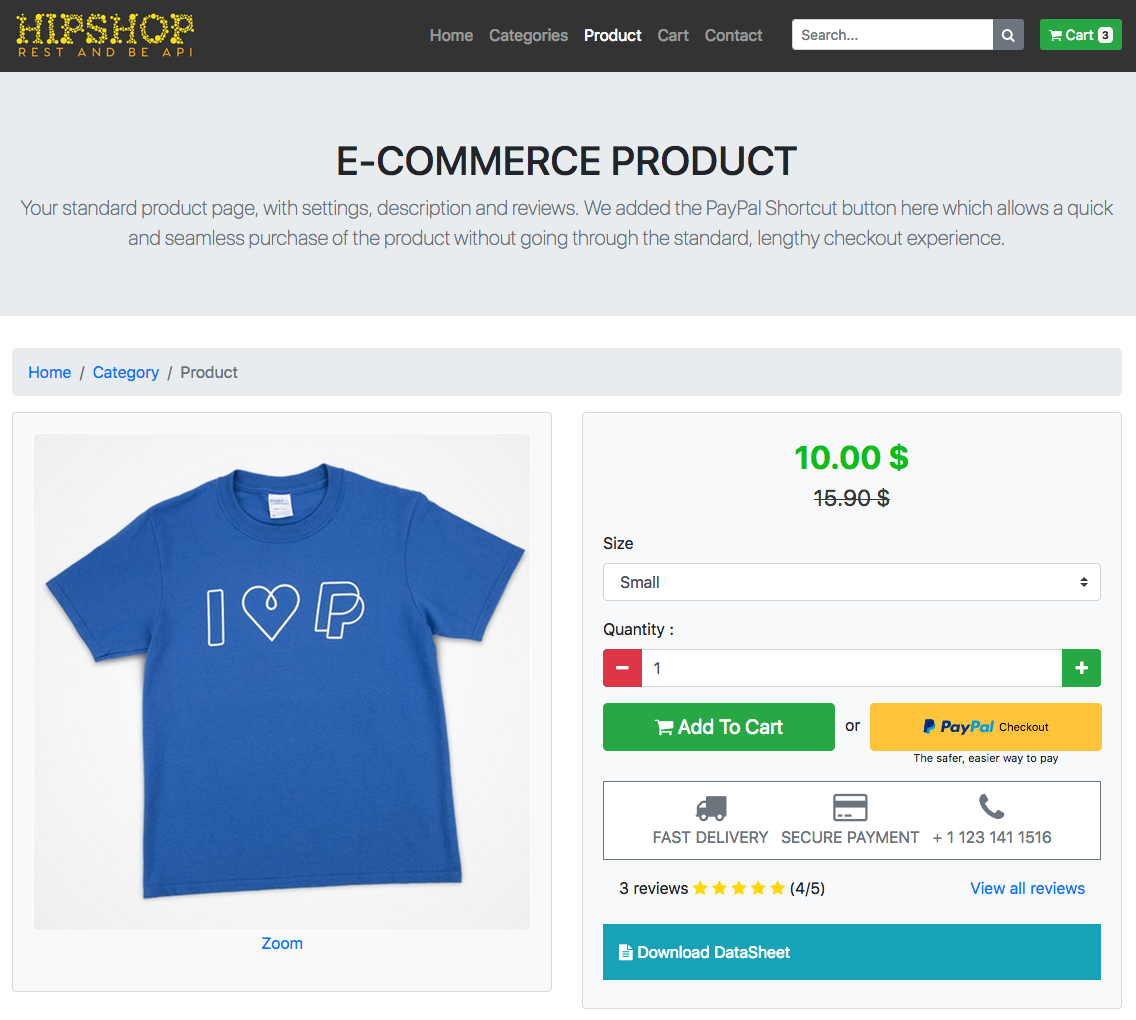 HIPSHOP
REST AND BE API
Home Categories Product Cart Contact Search... Cart 3
E-COMMERCE PRODUCT
Your standard product page, with settings, description and reviews. We added the PayPal Shortcut button here which allows a quick
and seamless purchase of the product without going through the standard, lengthy checkout experience.
Home / Category / Product
I P
Zoom
10.00 $
15.90 $
Size
Small
Quantity :
1
Add To Cart or PayPal Checkout
The safer, easier way to pay
FAST DELIVERY SECURE PAYMENT + 1 123 141 1516
3 reviews (4/5) View all reviews
Download DataSheet